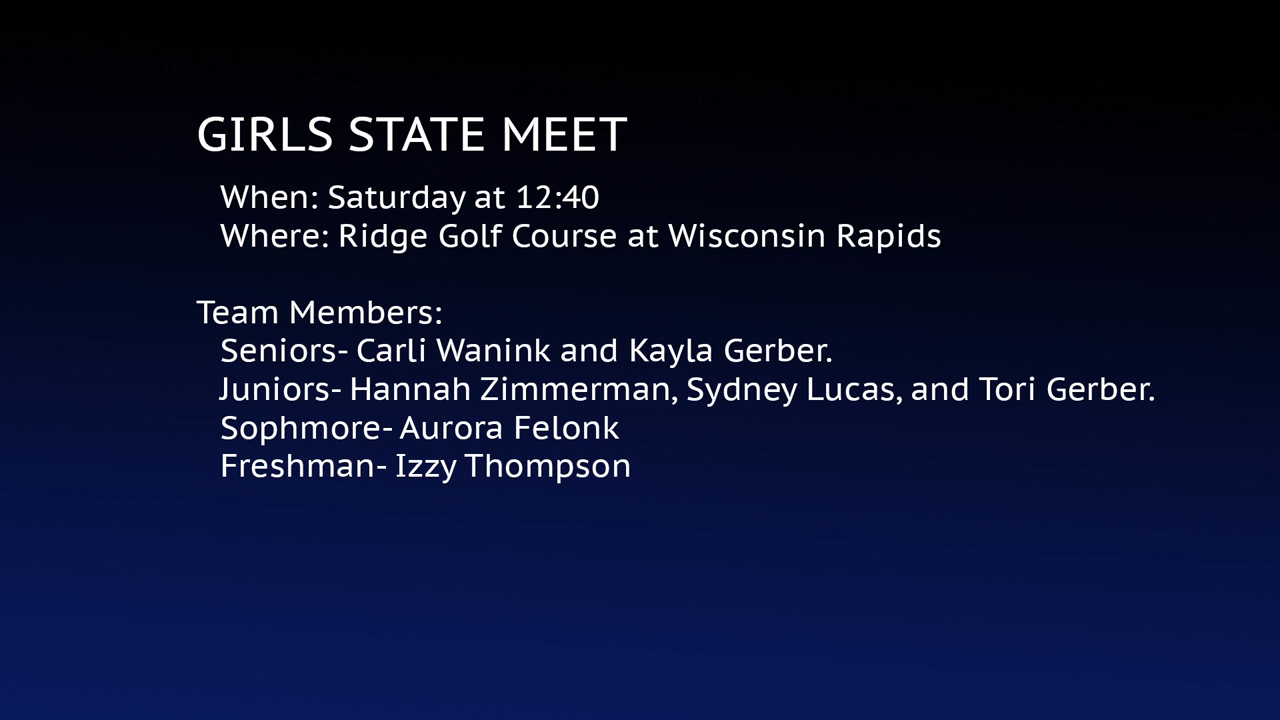 GIRLS STATE MEET
When: Saturday at 12:40
Where: Ridge Golf Course at Wisconsin Rapids
Team Members:
Seniors- Carli Wanink and Kayla Gerber.
Juniors- Hannah Zimmerman, Sydney Lucas, and Tori Gerber.
Sophmore- Aurora Felonk
Freshman- Izzy Thompson